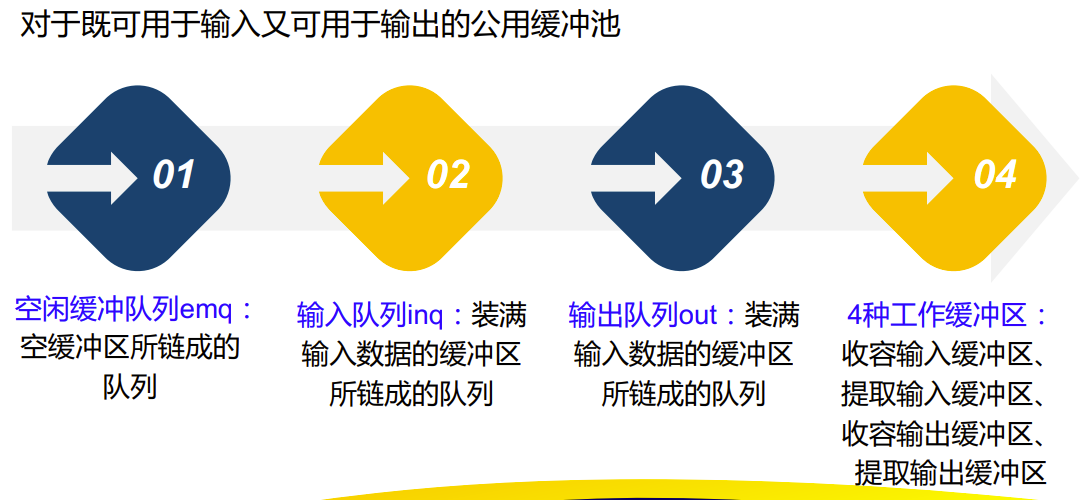 对于既可用于输入又可用于输出的公用缓冲池
01
02
03
04
空闲缓冲队列emq：
空缓冲区所链成的
队列
输入队列inq：装满
输入数据的缓冲区
所链成的队列
输出队列out：装满
输入数据的缓冲区
所链成的队列
4种工作缓冲区：
收容输入缓冲区、
提取输入缓冲区、
收容输出缓冲区、
提取输出缓冲区